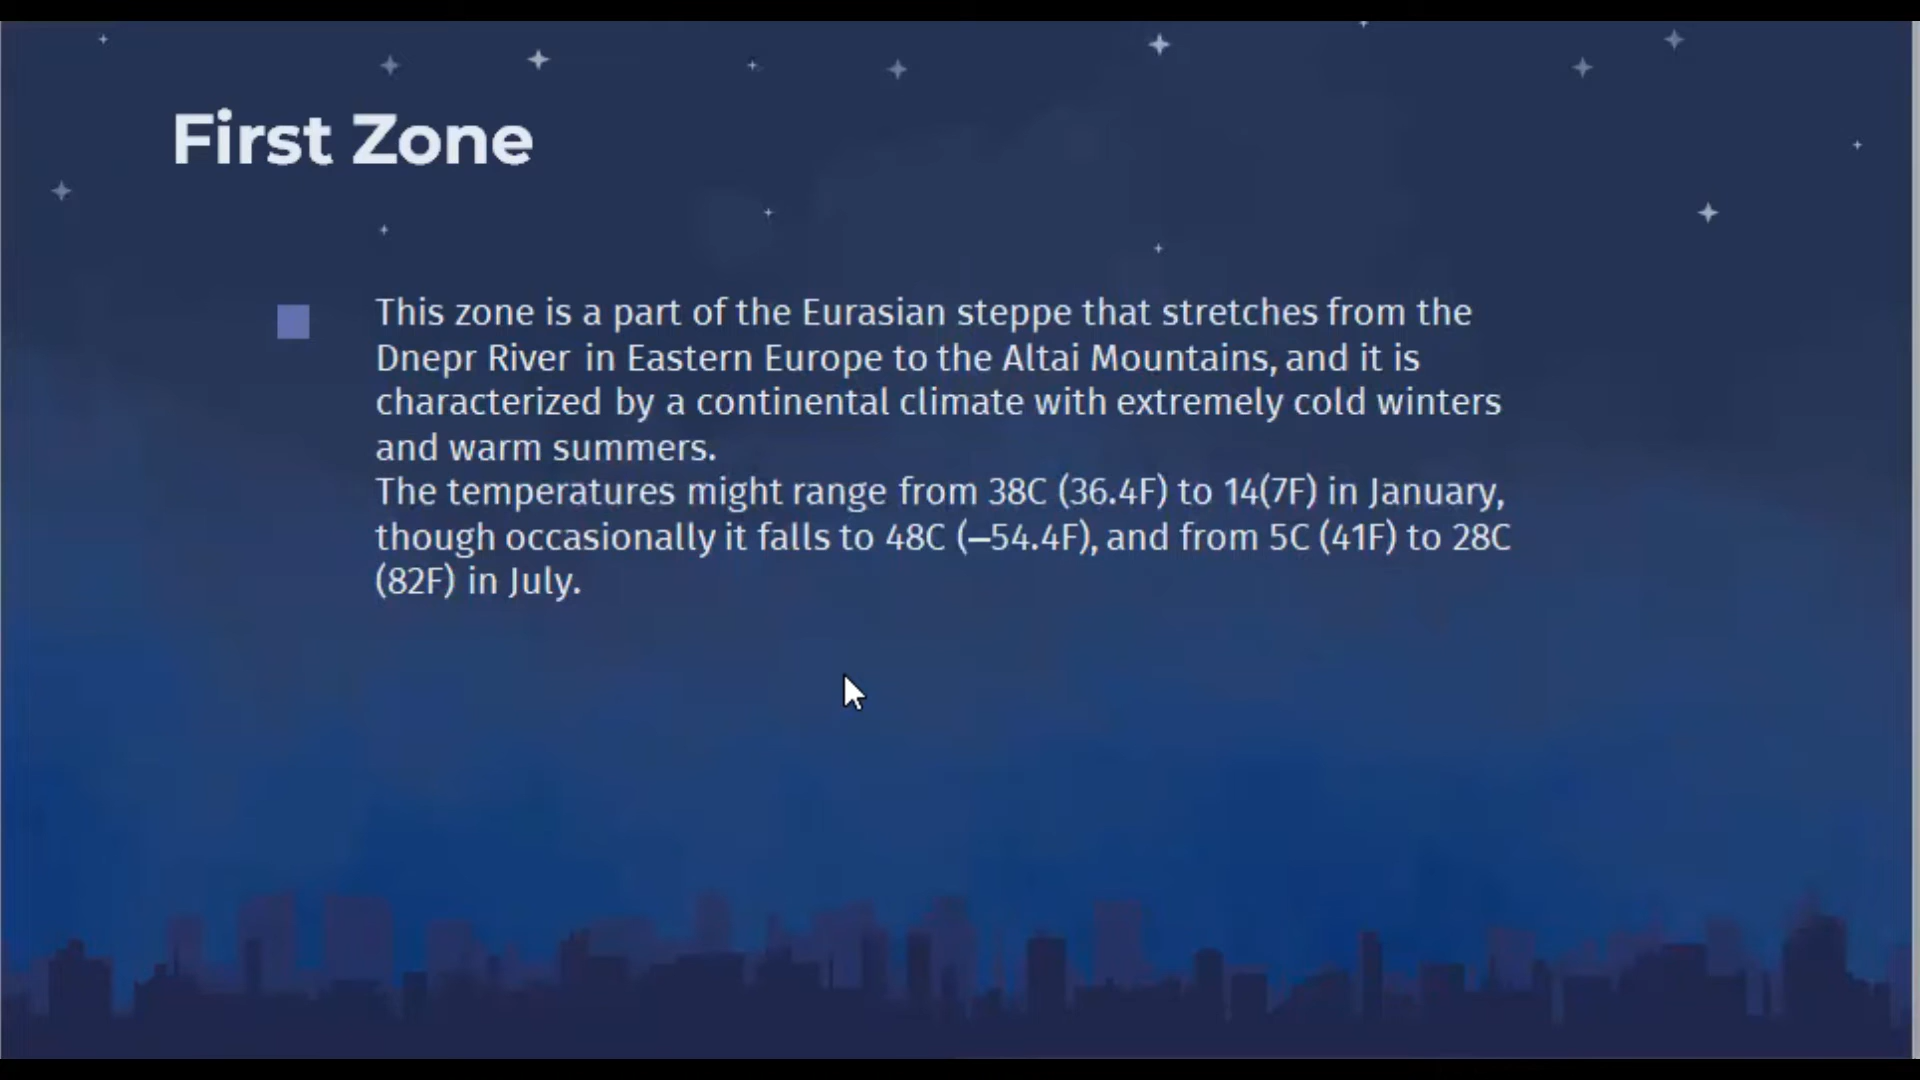 First Zone
This zone is a part of the Eurasian steppe that stretches from the
Dnepr River in Eastern Europe to the Altai Mountains, and it is
characterized by a continental climate with extremely cold winters
and warm summers.
The temperatures might range from 38C (36.4F) to 14(7F) in January,
though occasionally it falls to 48C (–54.4F), and from 5C (41F) to 28C
(82F) in July.